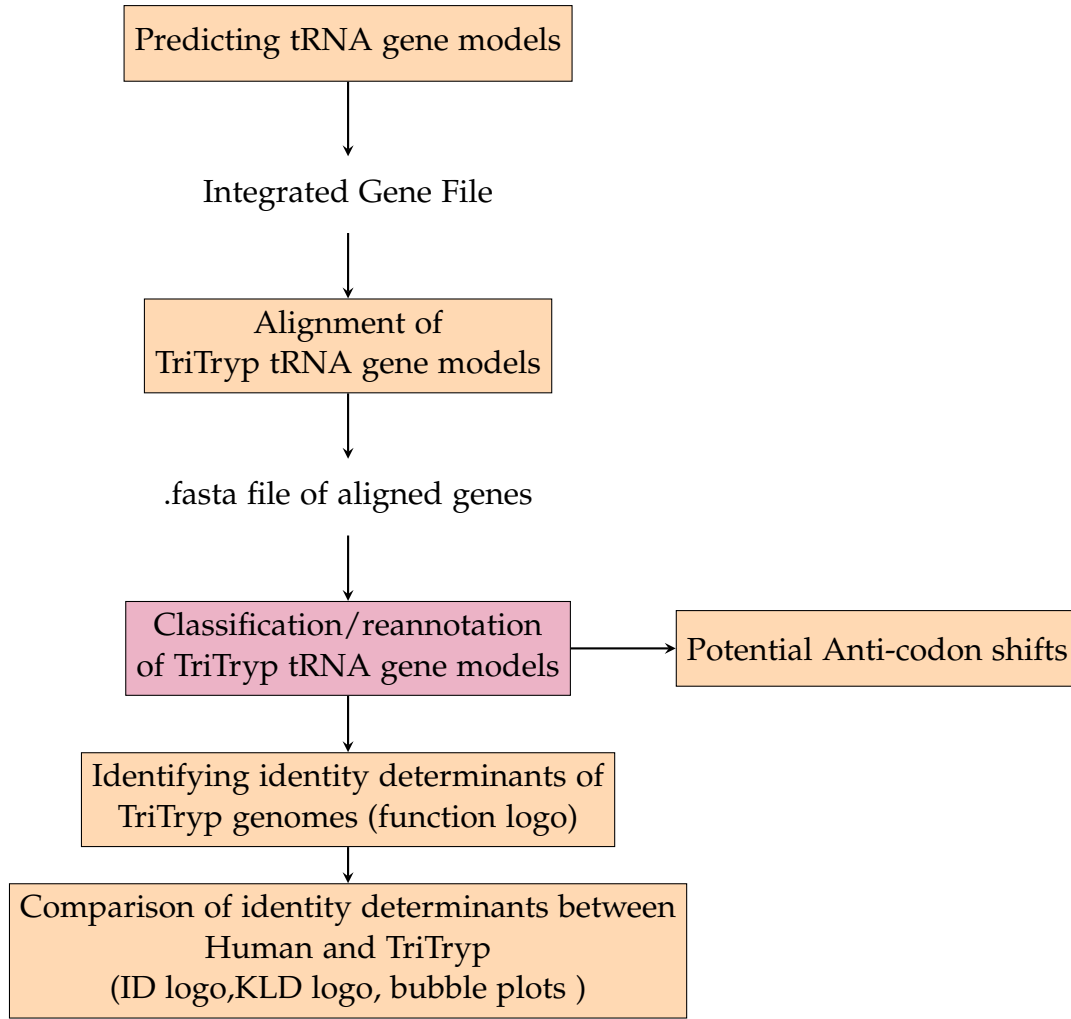 Predicting tRNA gene models
Integrated Gene File
Alignment of
TriTryp tRNA gene models
.fasta file of aligned genes
Classification/reannotation
of TriTryp tRNA gene models
Potential Anti-codon shifts
Identifying identity determinants of
TriTryp genomes (function logo)
Comparison of identity determinants between
Human and TriTryp
(ID logo,KLD logo, bubble plots )